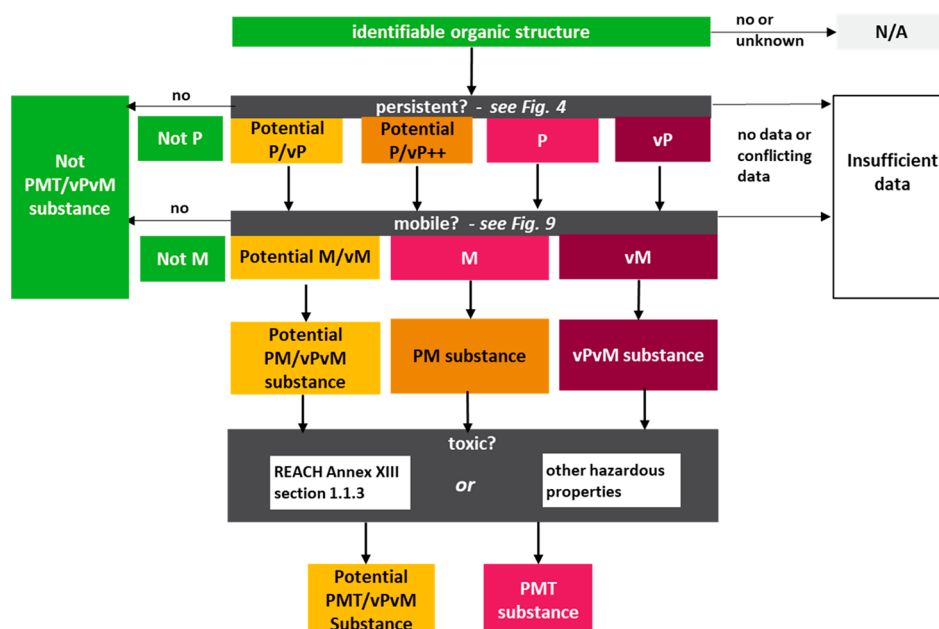 identifiable organic structure
no or
unknown
N/A
no
persistent? - see Fig. 4
Not P
Potential
P/vP
Potential
P/vP++
P
vP
no data or
conflicting
data
Not
PMT/vPvM
substance
Insufficient
data
no
mobile? - see Fig. 9
Not M
Potential M/vM
M
vM
Potential
PM/vPvM
substance
PM substance
vPvM substance
toxic?
REACH Annex XIII
section 1.1.3
or
other hazardous
properties
Potential
PMT/vPvM
Substance
PMT
substance